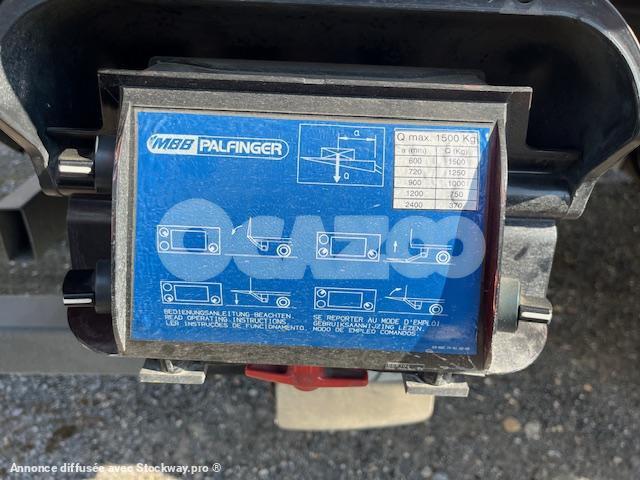 MBB PALFINGER
a
Q
Q max. 1500 Kg
a (mm) Q (Kg)
600 1500
720 1250
900 1000
1200 750
2400 370
OCAZOO
BEDIENUNGSANLEITUNG BEACHTEN.
READ OPERATING INSTRUCTIONS
LER INSTRUÇOES DE FUNCIONAMENTO.
SE REPORTER AU MODE D'EMPLOI
GEBRUIKSAANWIJZING LEZEN.
MODO DE EMPLEO COMANDOS.
Annonce diffusée avec Stockway.pro ®